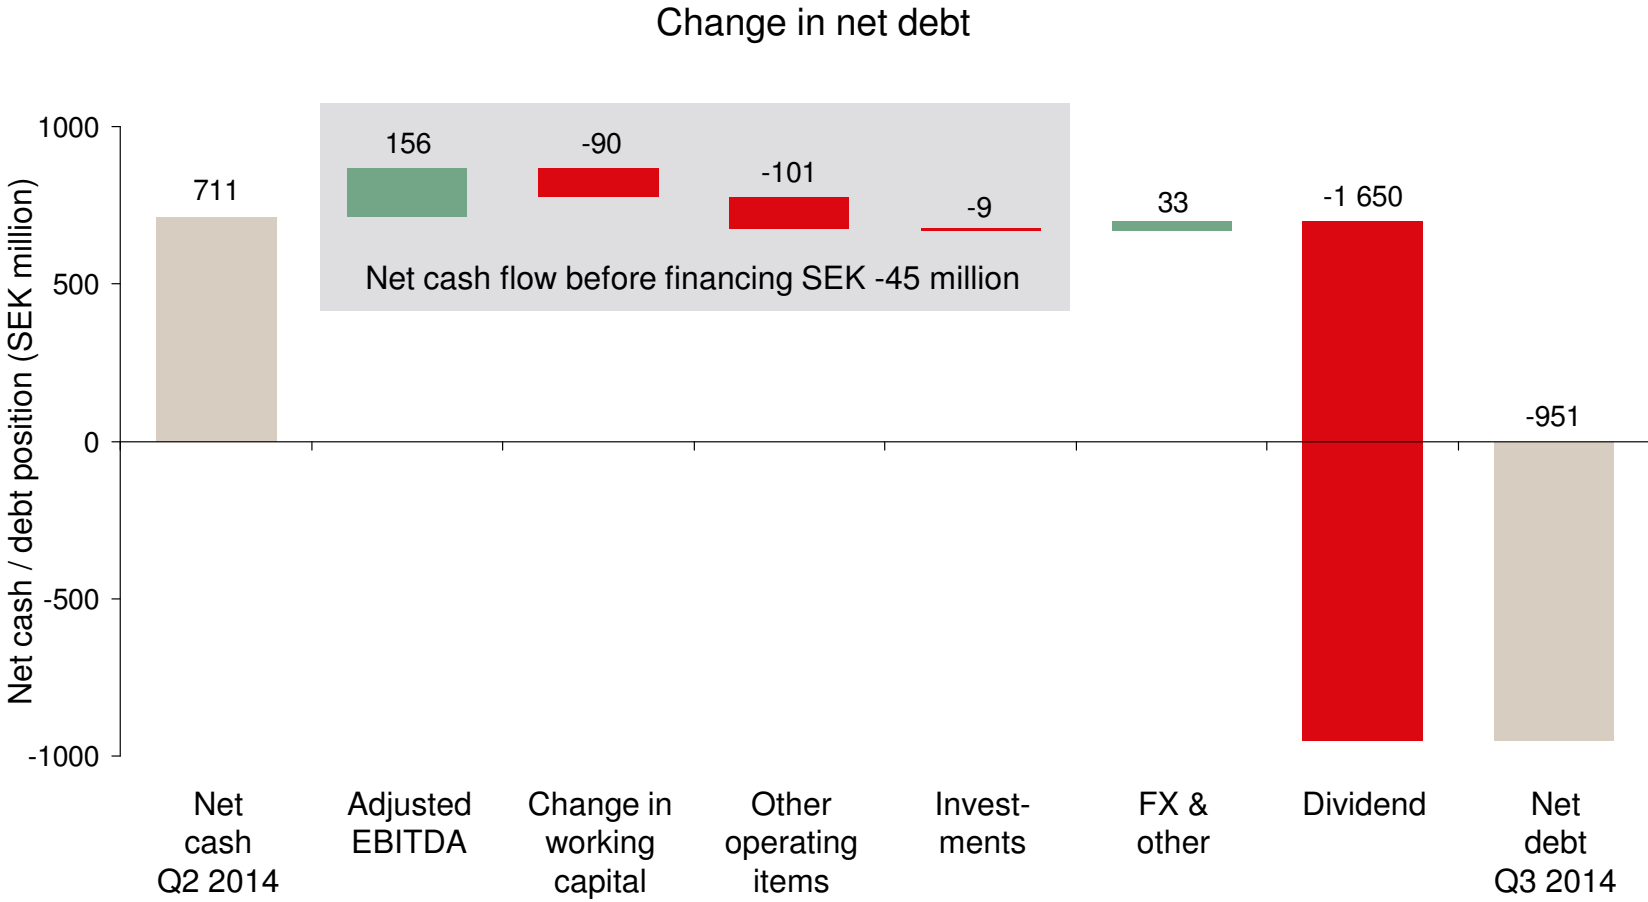 Change in net debt
Net cash / debt position (SEK million)
1000
500
0
-500
-1000
711
156
-90
-101
-9
33
-1 650
-951
Net cash flow before financing SEK -45 million
Net
cash
Q2 2014
Adjusted
EBITDA
Change in
working
capital
Other
operating
items
Invest-
ments
FX &
other
Dividend
Net
debt
Q3 2014